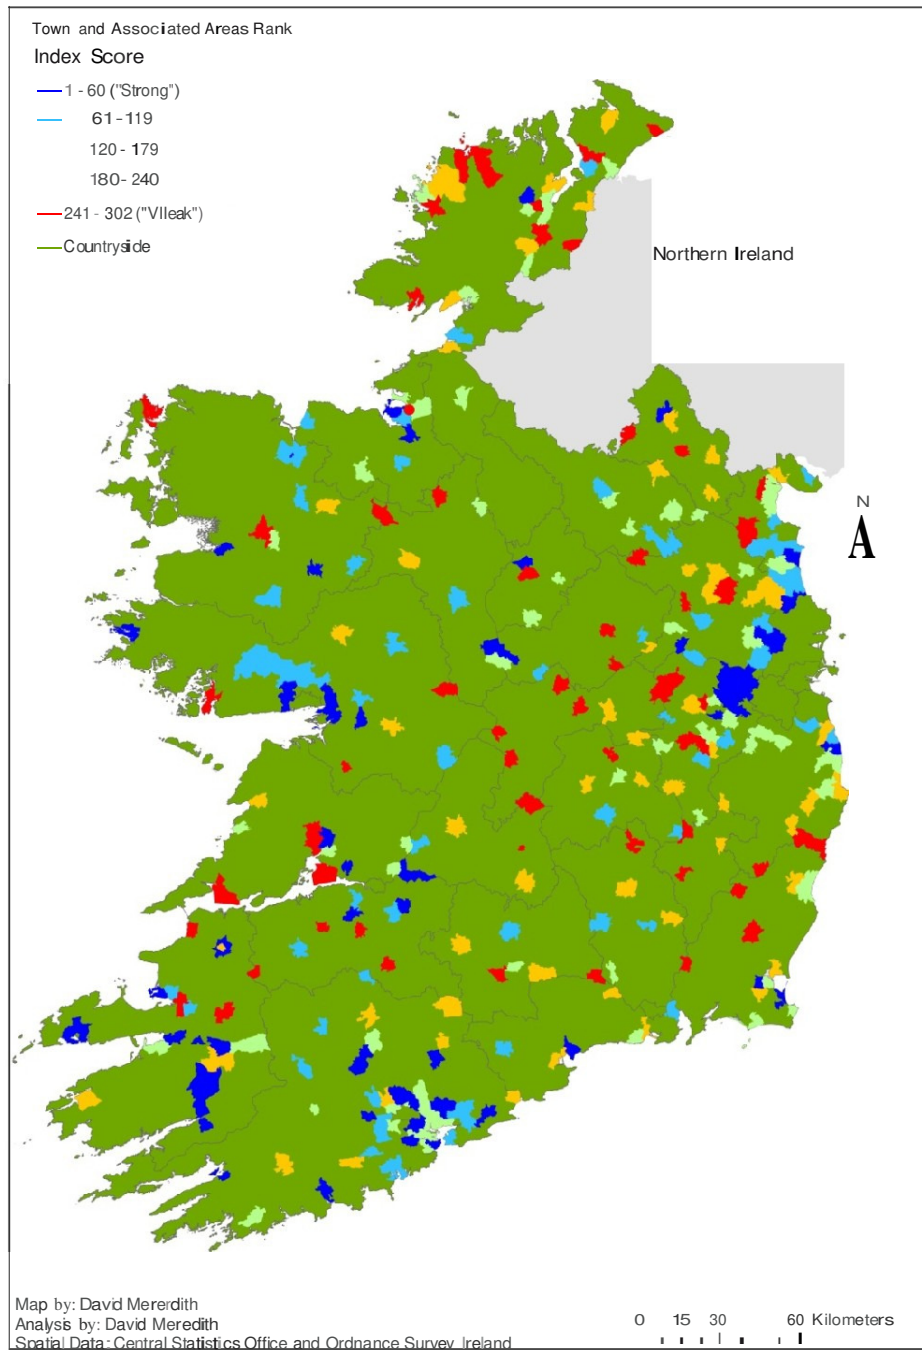 Town and Associated Areas Rank
Index Score
1 - 60 ("Strong")
61 - 119
120 - 179
180 - 240
241 - 302 ("VIleak")
Countryside
Northern Ireland
N
A
Map by: David Mererdith
Analysis by: David Meredith
Spatial Data: Central Statistics Office and Ordnance Survey Ireland
0 15 30 60 Kilometers